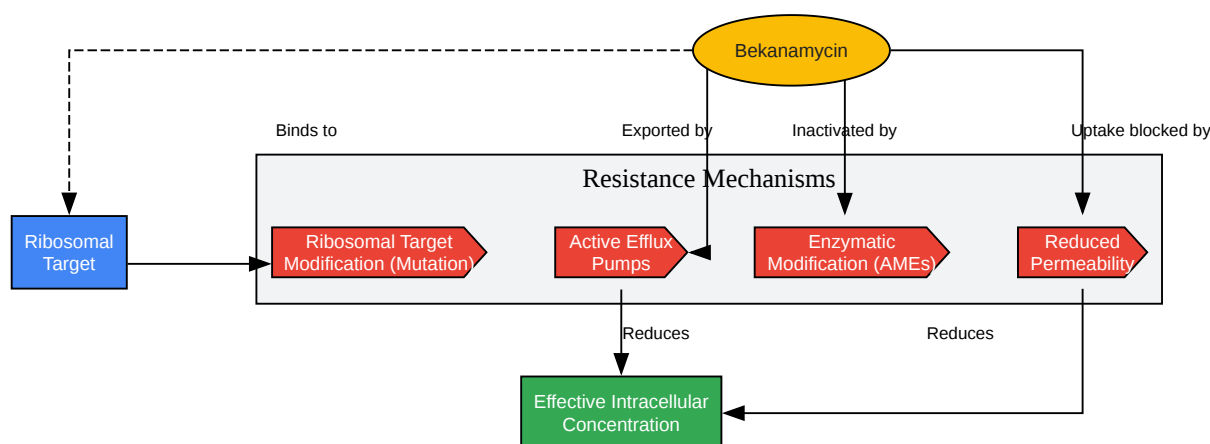 Bekanamycin
Binds to
Exported by
Inactivated by
Uptake blocked by
Resistance Mechanisms
Ribosomal
Target
Ribosomal Target
Modification (Mutation)
Active Efflux
Pumps
Enzymatic
Modification (AMEs)
Reduced
Permeability
Reduces
Reduces
Effective Intracellular
Concentration